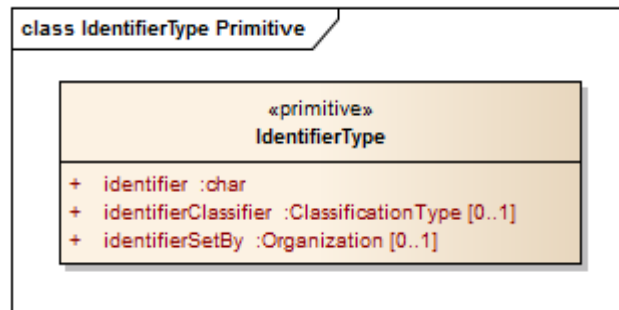 class IdentifierType Primitive
«primitive»
IdentifierType
+ identifier :char
+ identifierClassifier :ClassificationType [0..1]
+ identifierSetBy :Organization [0..1]